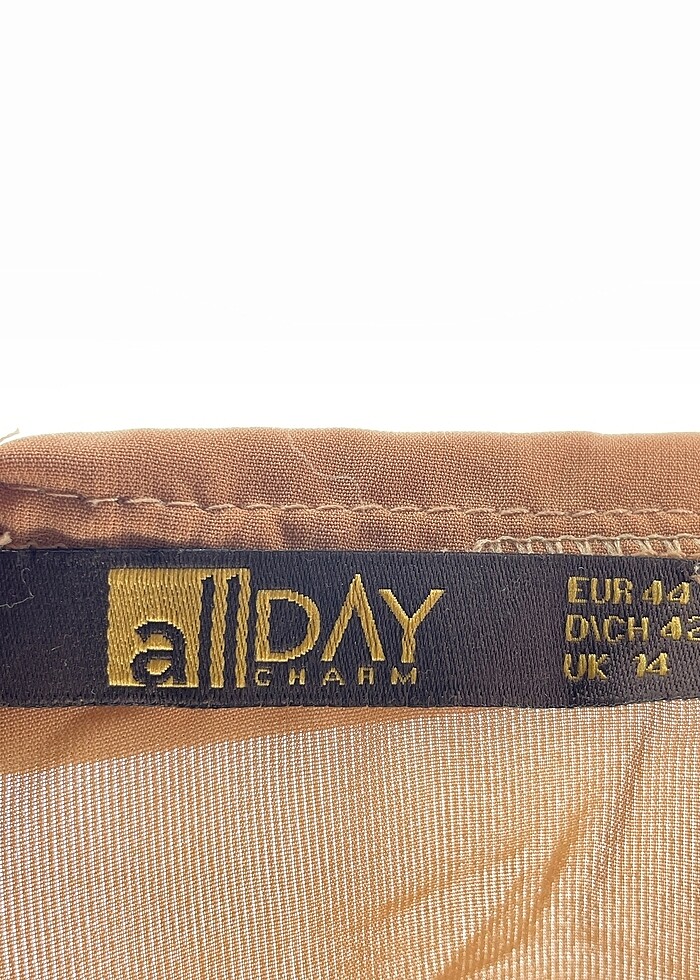 allDAY
CHARM
EUR 44
D\CH 42
UK 14